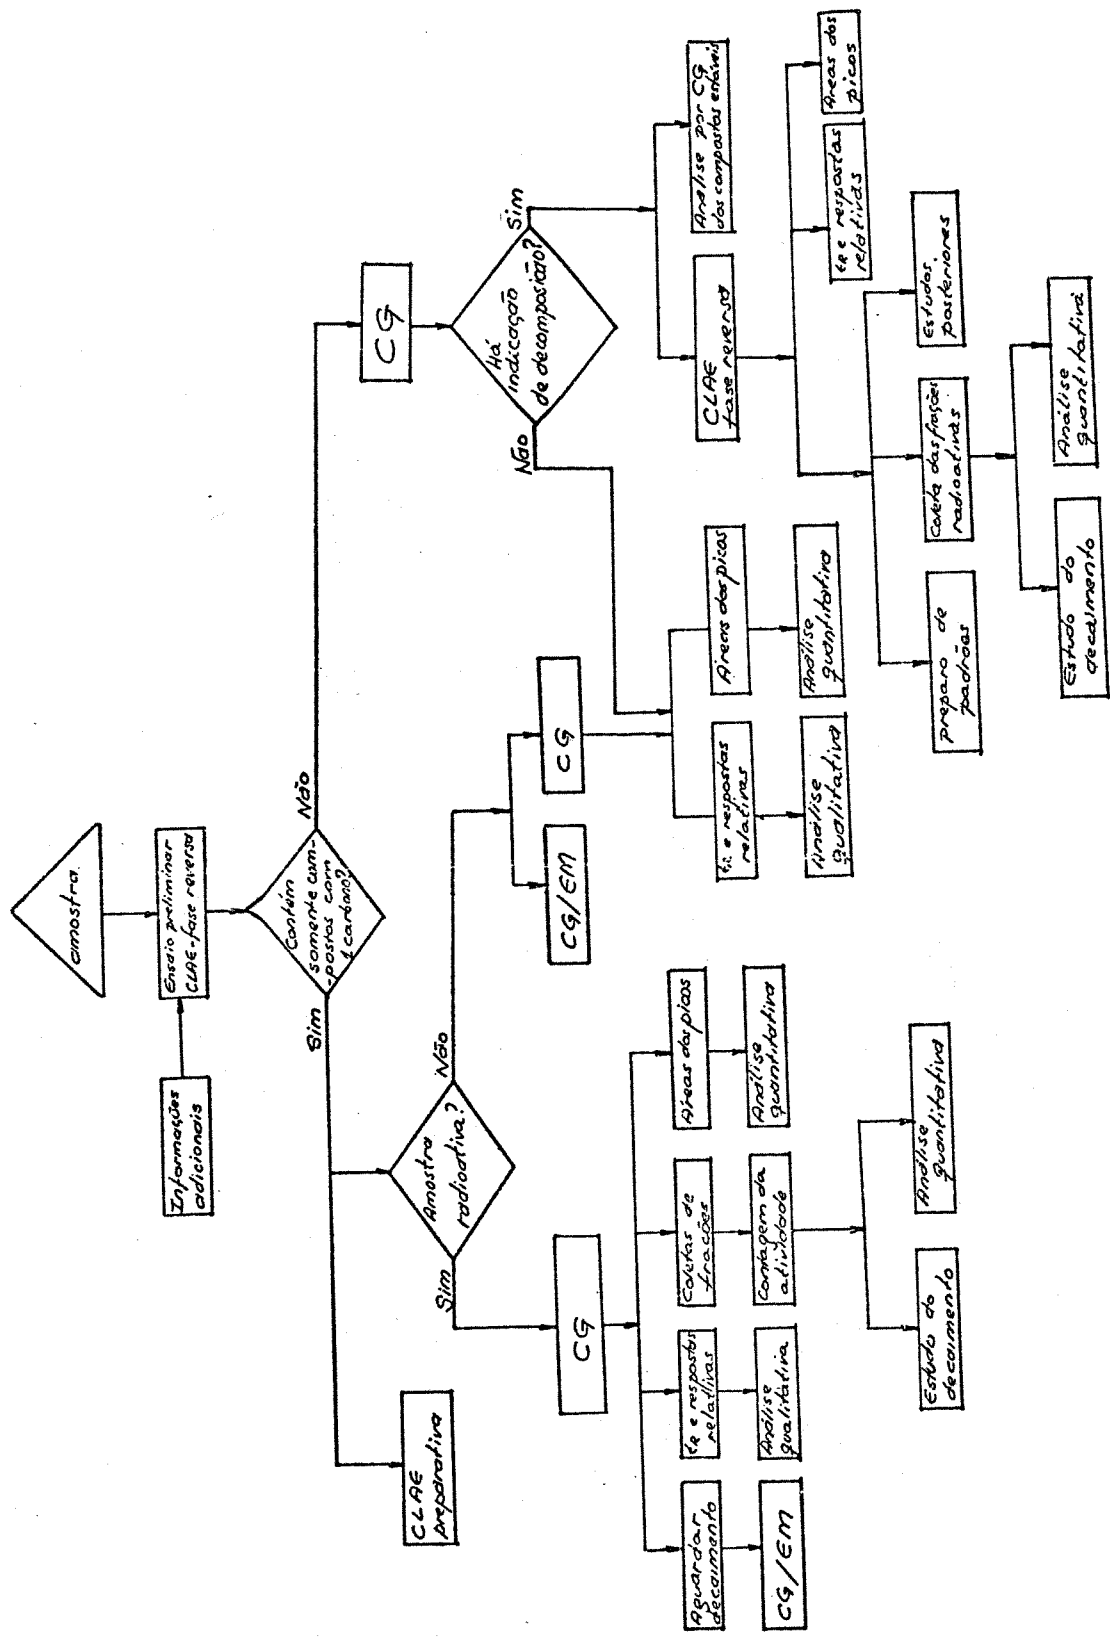 amostra
Informações
adicionais
Ensaio preliminar
CLAE-fase reversa
Contém
somente com-
-postos com
1 carbono?
Sim
Não
CLAE
preparativa
Amostra
radioativa?
Sim
Não
CG
Há
indicação
de decomposição?
Não
Sim
CG
CG/EM
CG
Aguardar
decaimento
tR e respostas
relativas
Coletas de
frações
Áreas dos picos
CG/EM
Análise
qualitativa
Contagem da
atividade
Análise
quantitativa
Estudo do
decaimento
Análise
quantitativa
tR e respostas
relativas
Áreas dos picos
Análise
qualitativa
Análise
quantitativa
CLAE
fase reversa
Análise por CG
dos compostos estáveis
tR e respostas
relativas
Áreas dos
picos
preparo de
padrões
Coleta das frações
radioativas
Estudos
posteriores
Estudo do
decaimento
Análise
quantitativa